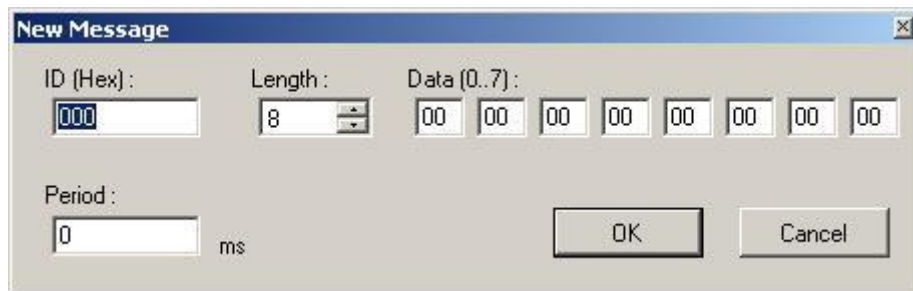 New Message
ID (Hex) : Length : Data (0..7) :
000 8 00 00 00 00 00 00 00 00
Period :
0 ms OK Cancel